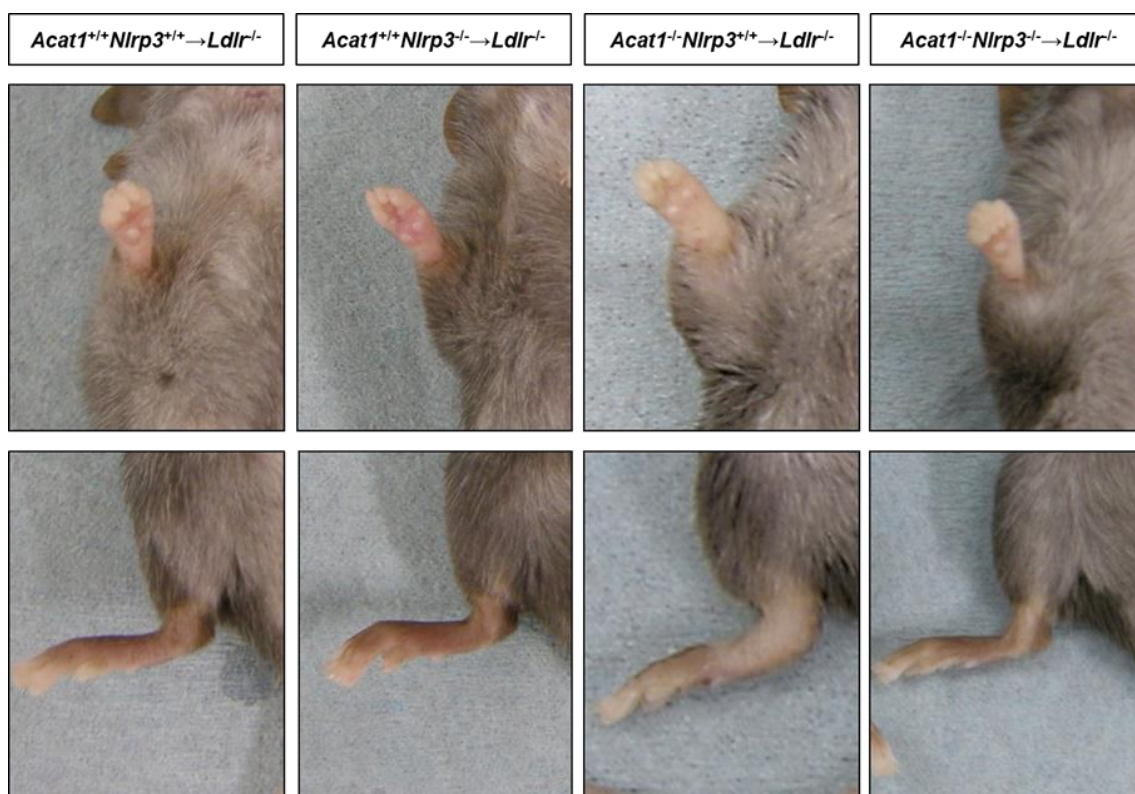 Acat1+/+Nlrp3+/+→Ldlr-/-
Acat1+/+Nlrp3-/-→Ldlr-/-
Acat1-/-Nlrp3+/+→Ldlr-/-
Acat1-/-Nlrp3-/-→Ldlr-/-